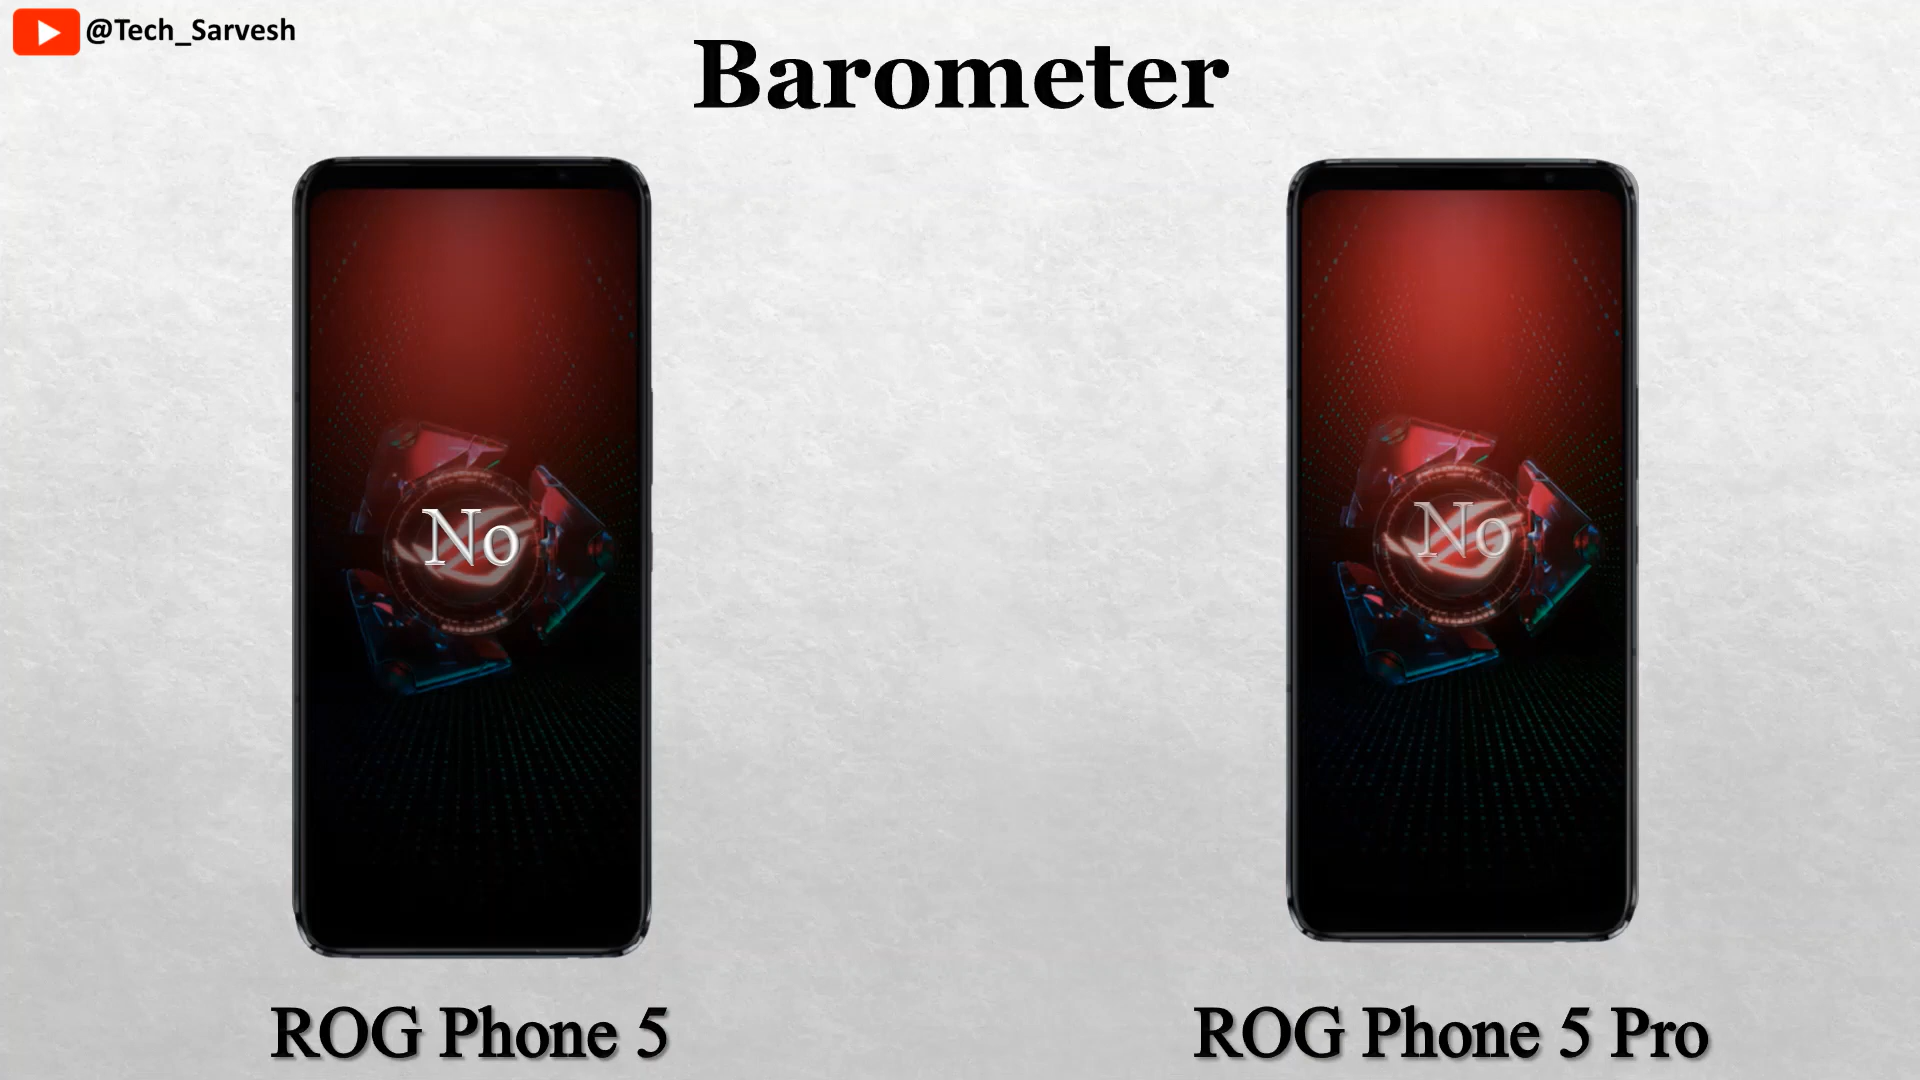 @Tech_Sarvesh
Barometer
No
No
ROG Phone 5
ROG Phone 5 Pro